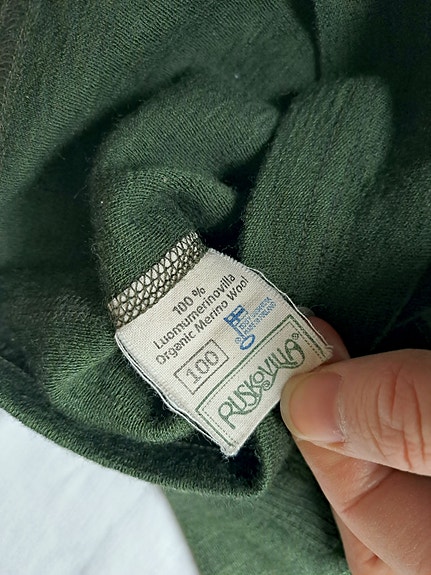 100 %
Luomumerinovilla
Organic Merino Wool
100
RUSKOVILLA®